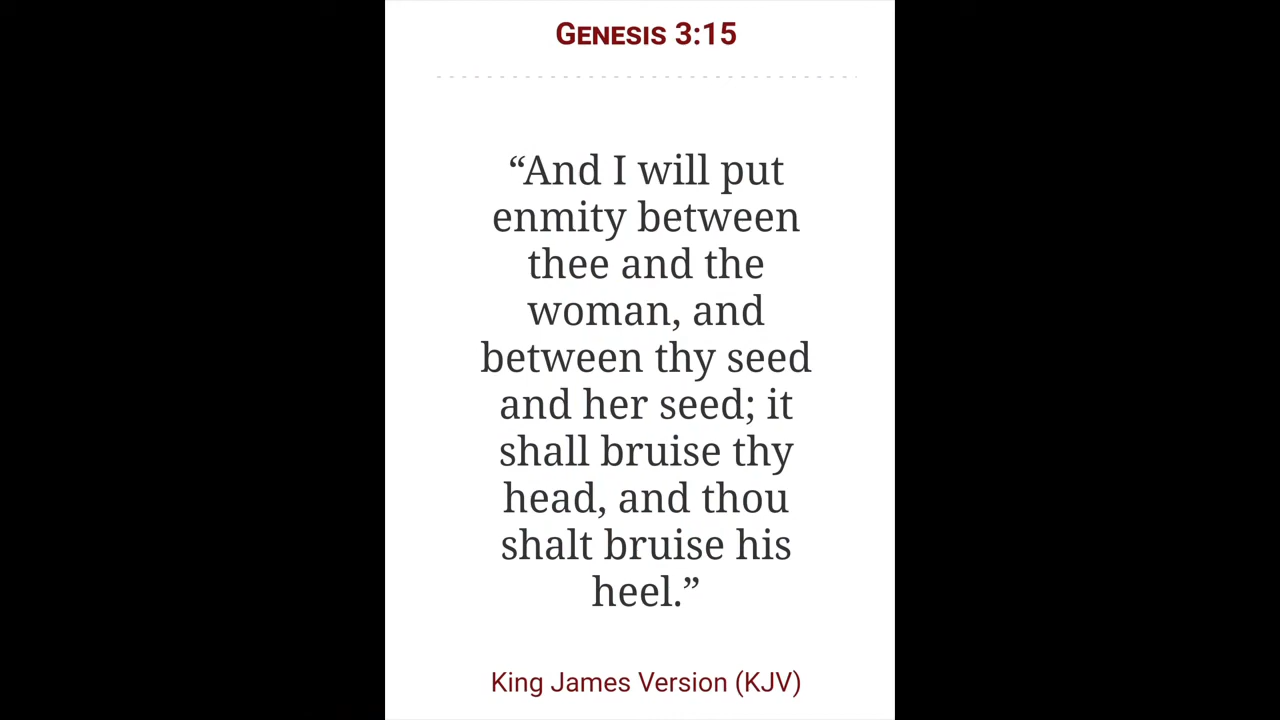 GENESIS 3:15
“And I will put
enmity between
thee and the
woman, and
between thy seed
and her seed; it
shall bruise thy
head, and thou
shalt bruise his
heel.”
King James Version (KJV)